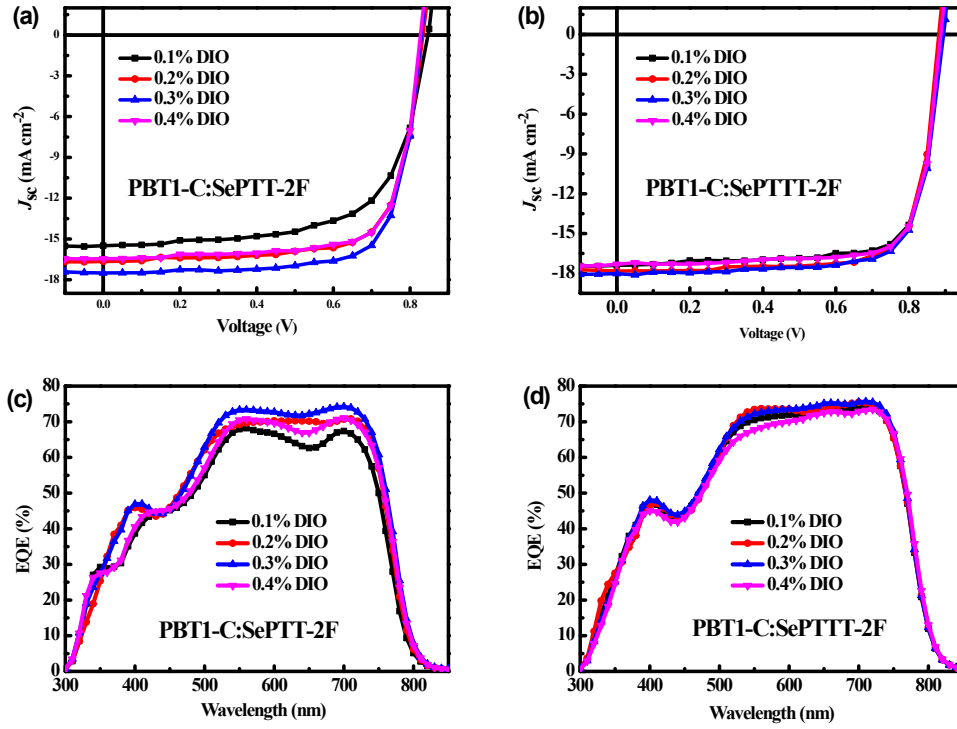 (a)
0
-3
-6
-9
-12
-15
-18
J_sc (mA cm⁻²)
0.1% DIO
0.2% DIO
0.3% DIO
0.4% DIO
PBT1-C:SePTT-2F
0.0 0.2 0.4 0.6 0.8
Voltage (V)
(b)
0
-3
-6
-9
-12
-15
-18
J_sc (mA cm⁻²)
0.1% DIO
0.2% DIO
0.3% DIO
0.4% DIO
PBT1-C:SePTTT-2F
0.0 0.2 0.4 0.6 0.8
Voltage (V)
(c)
80
70
60
50
40
30
20
10
0
EQE (%)
0.1% DIO
0.2% DIO
0.3% DIO
0.4% DIO
PBT1-C:SePTT-2F
300 400 500 600 700 800
Wavelength (nm)
(d)
80
70
60
50
40
30
20
10
0
EQE (%)
0.1% DIO
0.2% DIO
0.3% DIO
0.4% DIO
PBT1-C:SePTTT-2F
300 400 500 600 700 800
Wavelength (nm)